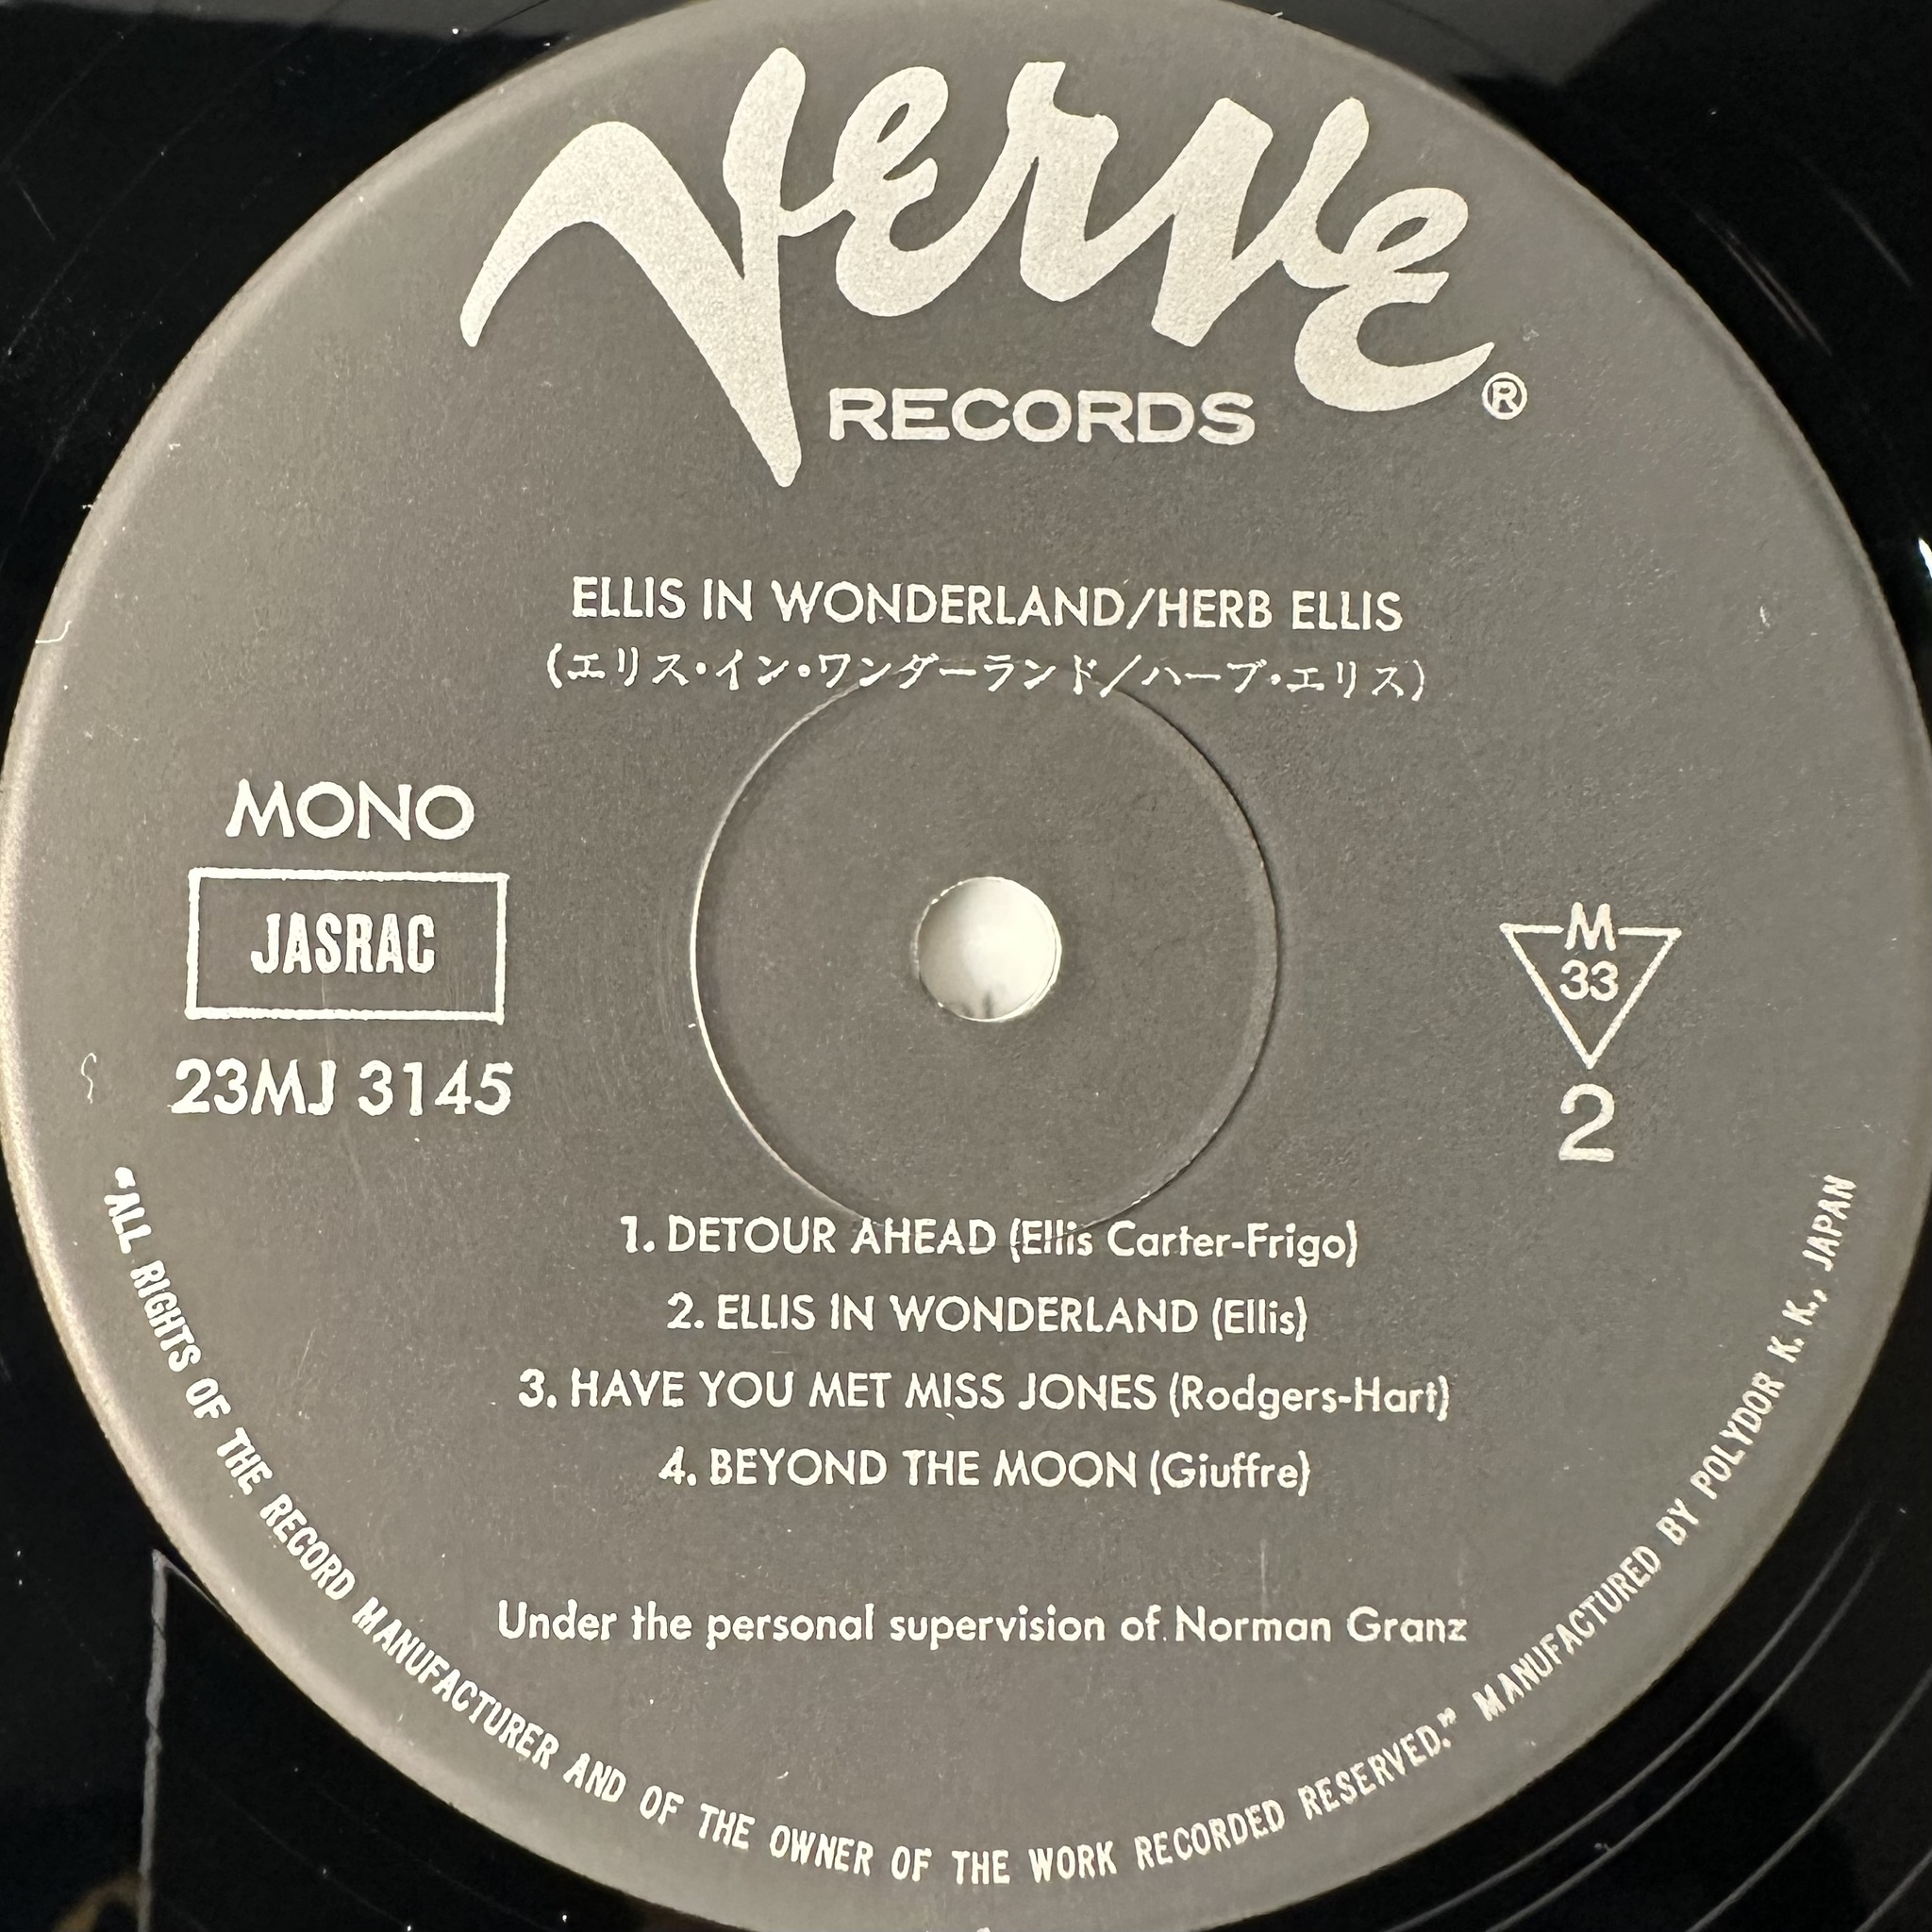 Verve
RECORDS ®
ELLIS IN WONDERLAND/HERB ELLIS
(エリス・イン・ワンダーランド/ハーブ・エリス)
MONO
JASRAC
23MJ 3145
M
33
2
1. DETOUR AHEAD (Ellis Carter-Frigo)
2. ELLIS IN WONDERLAND (Ellis)
3. HAVE YOU MET MISS JONES (Rodgers-Hart)
4. BEYOND THE MOON (Giuffre)
Under the personal supervision of Norman Granz
“ALL RIGHTS OF THE RECORD MANUFACTURER AND OF THE OWNER OF THE WORK RECORDED RESERVED.” MANUFACTURED BY POLYDOR K. K., JAPAN